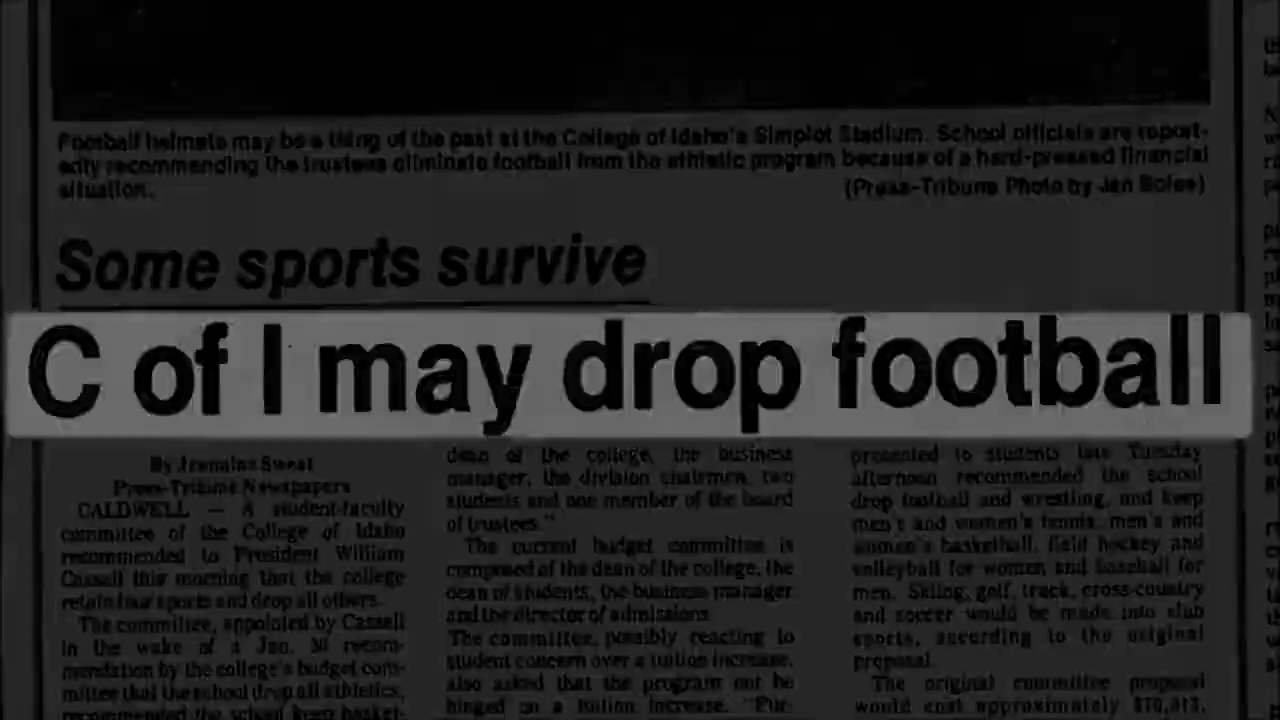 Football helmets may be a thing of the past at the College of Idaho's Simplot Stadium. School officials are report-
edly recommending the trustees eliminate football from the athletic program because of a hard-pressed financial
situation.
(Press-Tribune Photo by Jan Boles)
Some sports survive
C of I may drop football
By Jeanine Sweat
Press-Tribune Newspapers
CALDWELL — A student-faculty
committee of the College of Idaho
recommended to President William
Cassell this morning that the college
retain four sports and drop all others.
The committee, appointed by Cassell
in the wake of a Jan. 30 recom-
mendation by the college's budget com-
mittee that the school drop all athletics,
recommended the school keep basket-
dean of the college, the business
manager, the division chairmen, two
students and one member of the board
of trustees."
The current budget committee is
composed of the dean of the college, the
dean of students, the business manager
and the director of admissions.
The committee, possibly reacting to
student concern over a tuition increase,
also asked that the program not be
hinged on a tuition increase. "Fur-
presented to students late Tuesday
afternoon recommended the school
drop football and wrestling, and keep
men's and women's tennis, men's and
women's basketball, field hockey and
volleyball for women and baseball for
men. Skiing, golf, track, cross-country
and soccer would be made into club
sports, according to the original
proposal.
The original committee proposal
would cost approximately